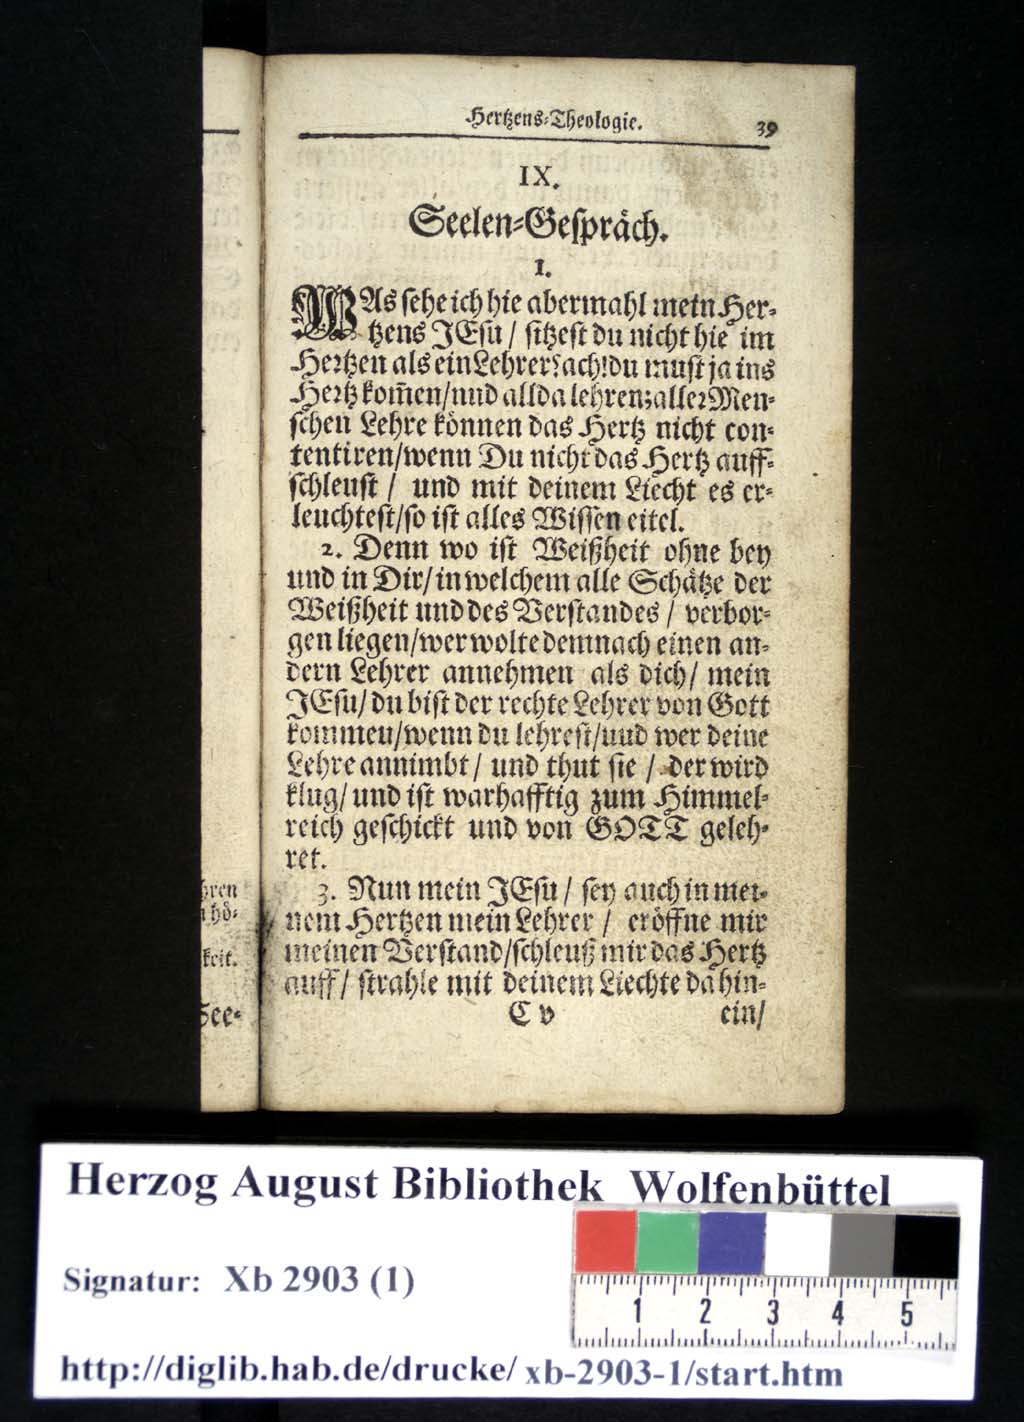 Hertzens-Theologie. 39
IX.
Seelen-Gespräch.
1.
WAs sehe ich hie abermahl mein Her-
tzens JEsu / sitzest du nicht hie im
Hertzen als ein Lehrer? ach! du must ja ins
Hertz kom̃en/und allda lehren; aller Men-
schen Lehre können das Hertz nicht con-
tentiren/wenn Du nicht das Hertz auff-
schleust / und mit deinem Liecht es er-
leuchtest/so ist alles Wissen eitel.
2. Denn wo ist Weißheit ohne bey
und in Dir/in welchem alle Schätze der
Weißheit und des Verstandes / verbor-
gen liegen/wer wolte demnach einen an-
dern Lehrer annehmen als dich/ mein
JEsu/ du bist der rechte Lehrer von Gott
kommen/wenn du lehrest/und wer deine
Lehre annimbt/ und thut sie / der wird
klug/ und ist warhafftig zum Himmel-
reich geschickt und von GOTT geleh-
ret.
3. Nun mein JEsu / sey auch in mei-
nem Hertzen mein Lehrer / eröffne mir
meinen Verstand/schleuß mir das Hertz
auff/ strahle mit deinem Liechte da hin-
C v ein/
hren
n hö-
keit.
See-
Herzog August Bibliothek Wolfenbüttel
Signatur: Xb 2903 (1)
1 2 3 4 5
http://diglib.hab.de/drucke/ xb-2903-1/start.htm